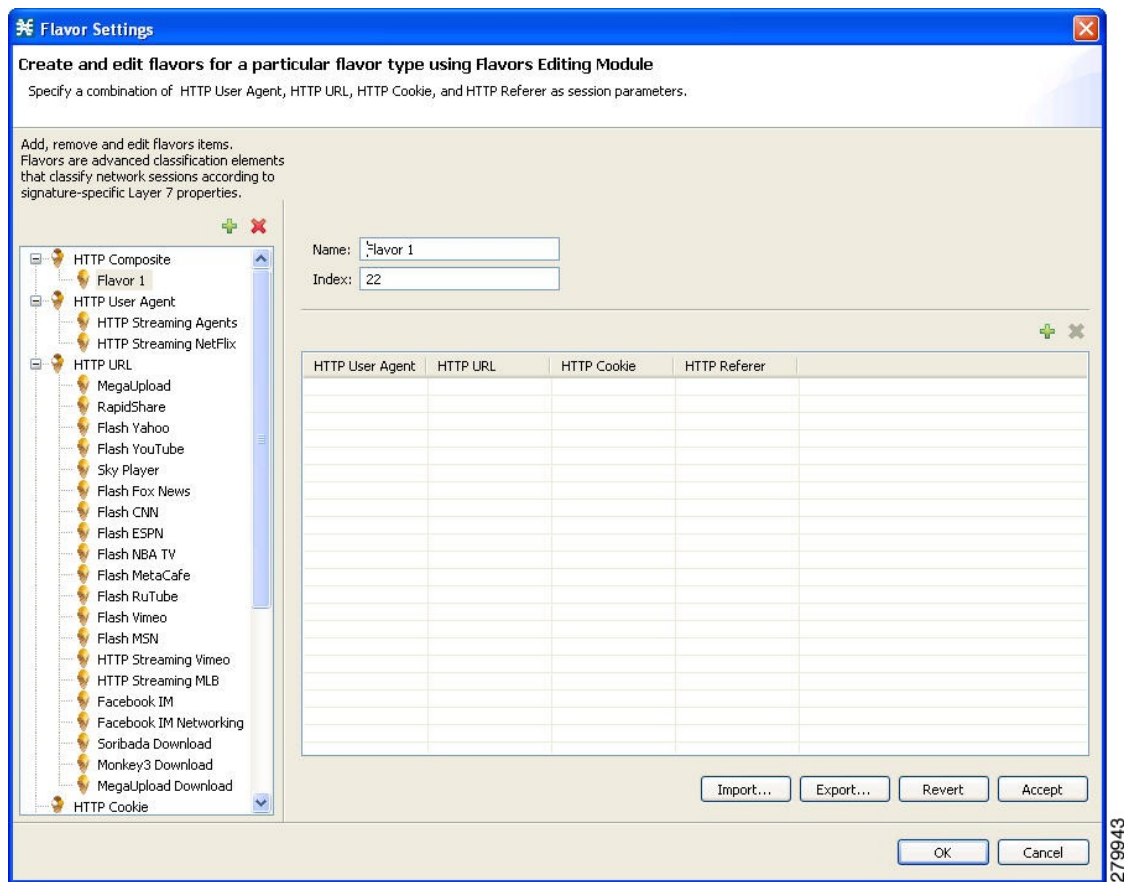 Flavor Settings
Create and edit flavors for a particular flavor type using Flavors Editing Module
Specify a combination of HTTP User Agent, HTTP URL, HTTP Cookie, and HTTP Referer as session parameters.
Add, remove and edit flavors items.
Flavors are advanced classification elements
that classify network sessions according to
signature-specific Layer 7 properties.
HTTP Composite
Flavor 1
HTTP User Agent
HTTP Streaming Agents
HTTP Streaming NetFlix
HTTP URL
MegaUpload
RapidShare
Flash Yahoo
Flash YouTube
Sky Player
Flash Fox News
Flash CNN
Flash ESPN
Flash NBA TV
Flash MetaCafe
Flash RuTube
Flash Vimeo
Flash MSN
HTTP Streaming Vimeo
HTTP Streaming MLB
Facebook IM
Facebook IM Networking
Soribada Download
Monkey3 Download
MegaUpload Download
HTTP Cookie
Name: Flavor 1
Index: 22
HTTP User Agent HTTP URL HTTP Cookie HTTP Referer
Import... Export... Revert Accept
OK Cancel
279943